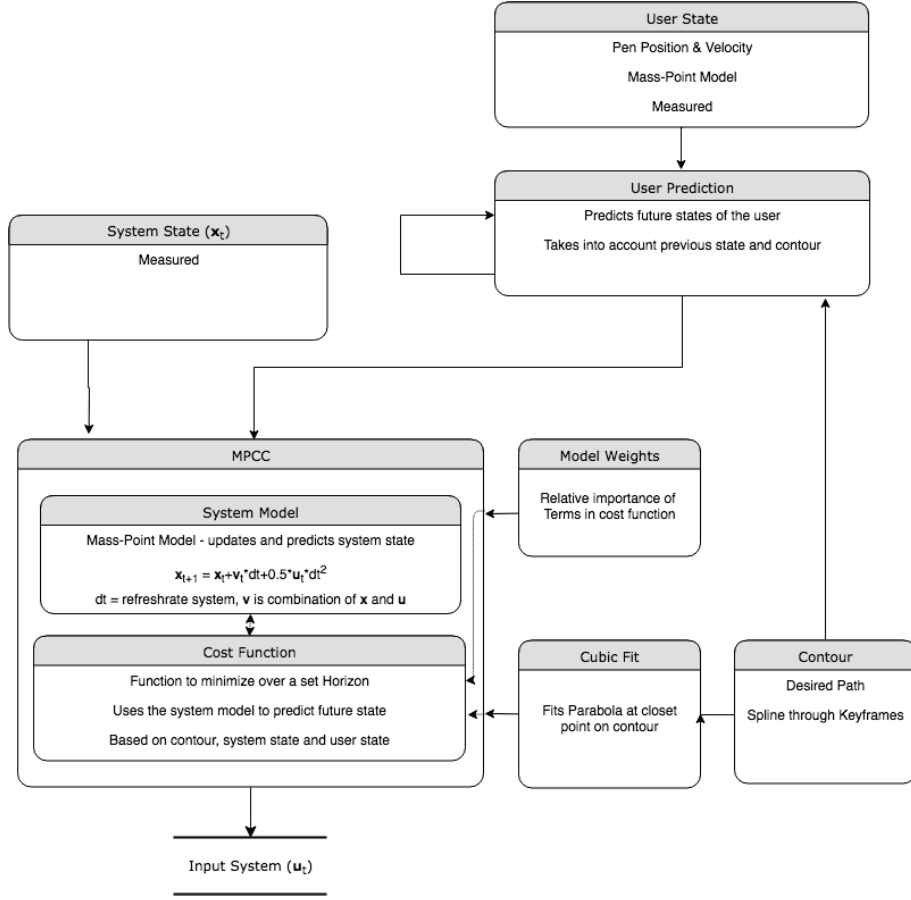 User State
Pen Position & Velocity
Mass-Point Model
Measured
User Prediction
Predicts future states of the user
Takes into account previous state and contour
System State (xₜ)
Measured
MPCC
System Model
Mass-Point Model - updates and predicts system state
xₜ₊₁ = xₜ+vₜ*dt+0.5*uₜ*dt²
dt = refreshrate system, v is combination of x and u
Cost Function
Function to minimize over a set Horizon
Uses the system model to predict future state
Based on contour, system state and user state
Model Weights
Relative importance of
Terms in cost function
Cubic Fit
Fits Parabola at closet
point on contour
Contour
Desired Path
Spline through Keyframes
Input System (uₜ)